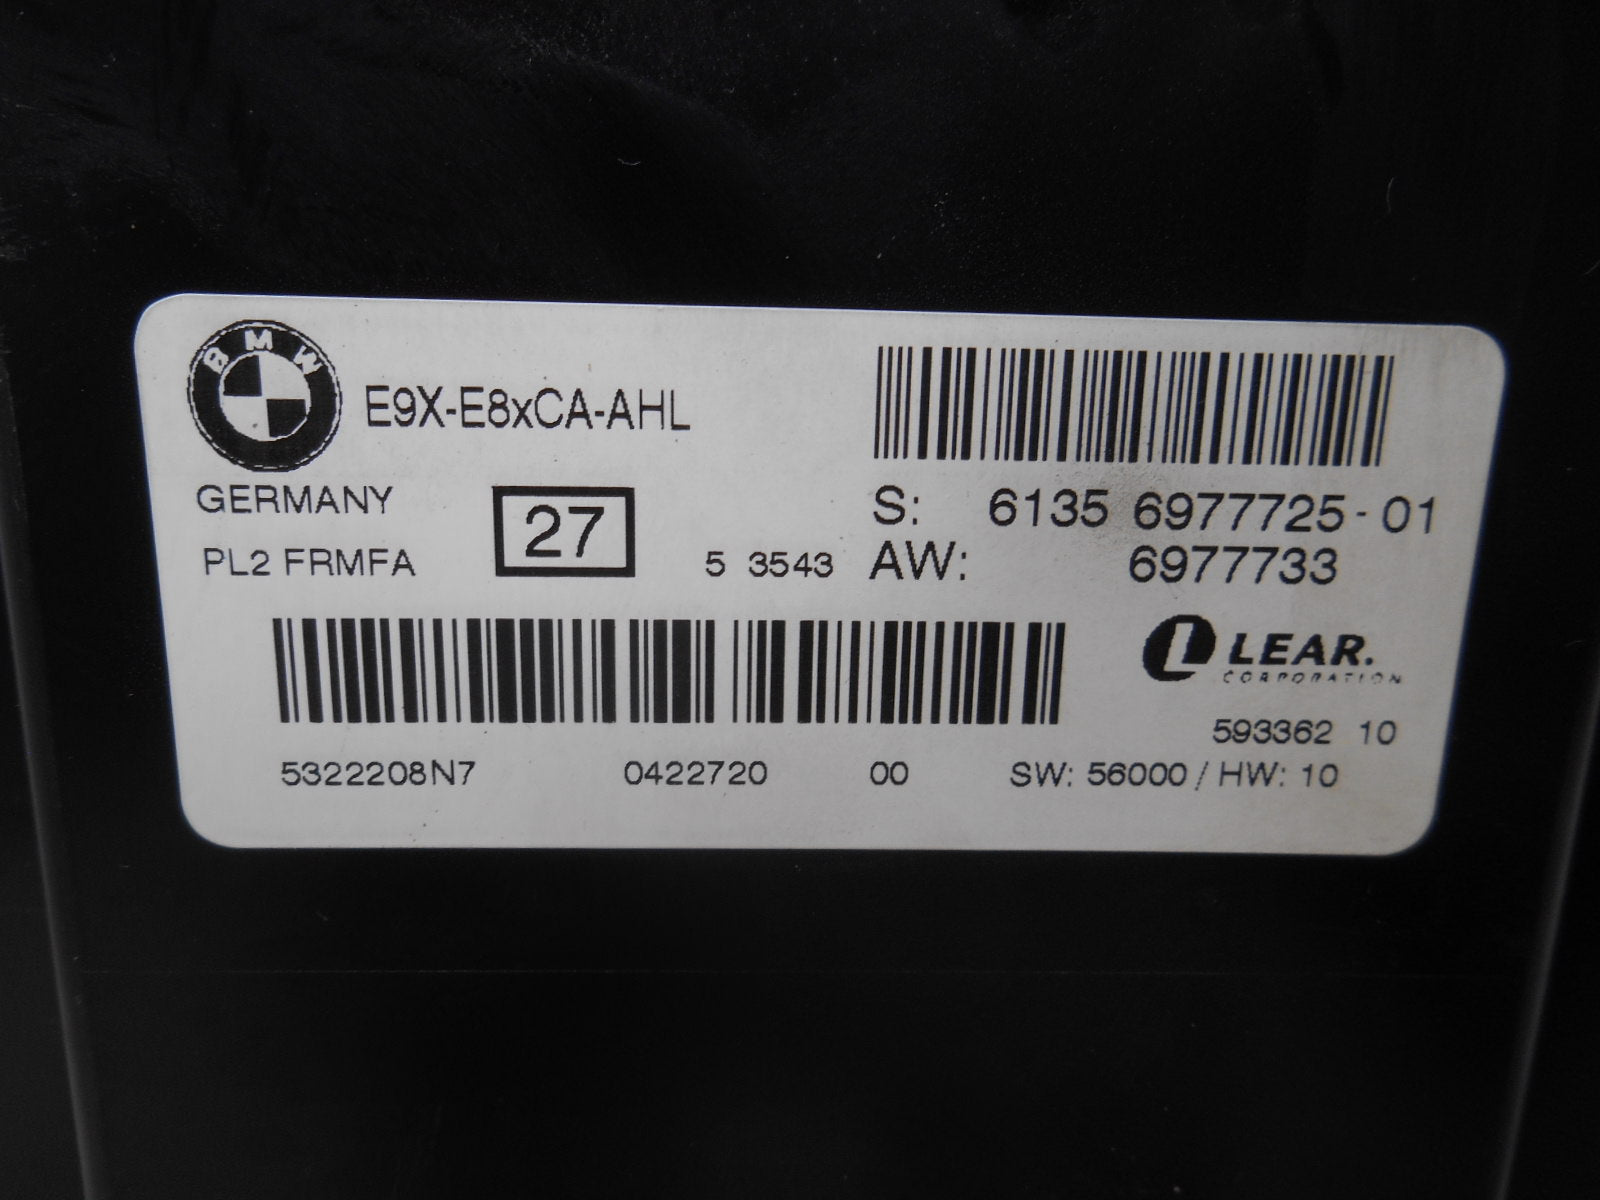 BMW
E9X-E8xCA-AHL
GERMANY
27
PL2 FRMFA
5 3543
S: 6135 6977725-01
AW: 6977733
LEAR.
CORPORATION
593362 10
5322208N7 0422720 00 SW: 56000 / HW: 10